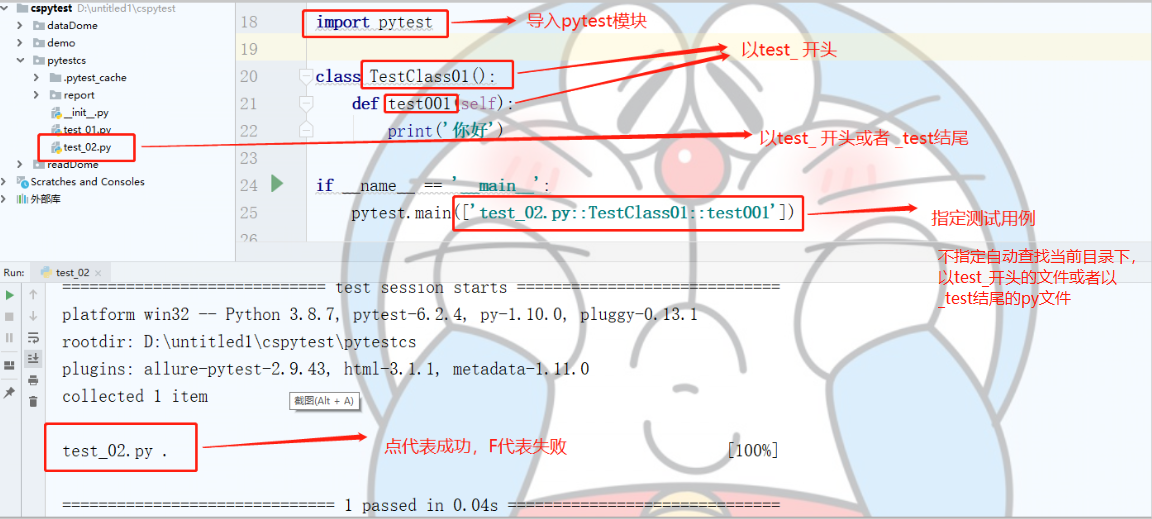 cspytest D:\untitled1\cspytest
dataDome
demo
pytestcs
.pytest_cache
report
__init__.py
test_01.py
test_02.py
readDome
Scratches and Consoles
外部库
18 import pytest
导入pytest模块
19
以test_ 开头
20 class TestClass01():
21 def test001(self):
22 print('你好')
以test_ 开头或者 _test结尾
23
24 if __name__ == '__main__':
25 pytest.main(['test_02.py::TestClass01::test001'])
指定测试用例
26
不指定自动查找当前目录下，
以test_开头的文件或者以
_test结尾的py文件
Run: test_02
============================= test session starts =============================
platform win32 -- Python 3.8.7, pytest-6.2.4, py-1.10.0, pluggy-0.13.1
rootdir: D:\untitled1\cspytest\pytestcs
plugins: allure-pytest-2.9.43, html-3.1.1, metadata-1.11.0
collected 1 item
截图(Alt + A)
test_02.py . [100%]
点代表成功，F代表失败
============================== 1 passed in 0.04s ==============================